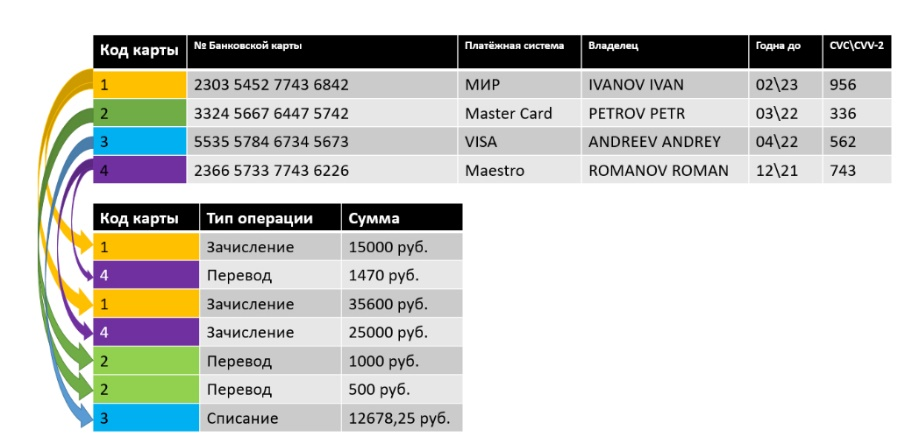 Код карты № Банковской карты Платёжная система Владелец Годна до CVC\CVV-2
1 2303 5452 7743 6842 МИР IVANOV IVAN 02\23 956
2 3324 5667 6447 5742 Master Card PETROV PETR 03\22 336
3 5535 5784 6734 5673 VISA ANDREEV ANDREY 04\22 562
4 2366 5733 7743 6226 Maestro ROMANOV ROMAN 12\21 743
Код карты Тип операции Сумма
1 Зачисление 15000 руб.
4 Перевод 1470 руб.
1 Зачисление 35600 руб.
4 Зачисление 25000 руб.
2 Перевод 1000 руб.
2 Перевод 500 руб.
3 Списание 12678,25 руб.